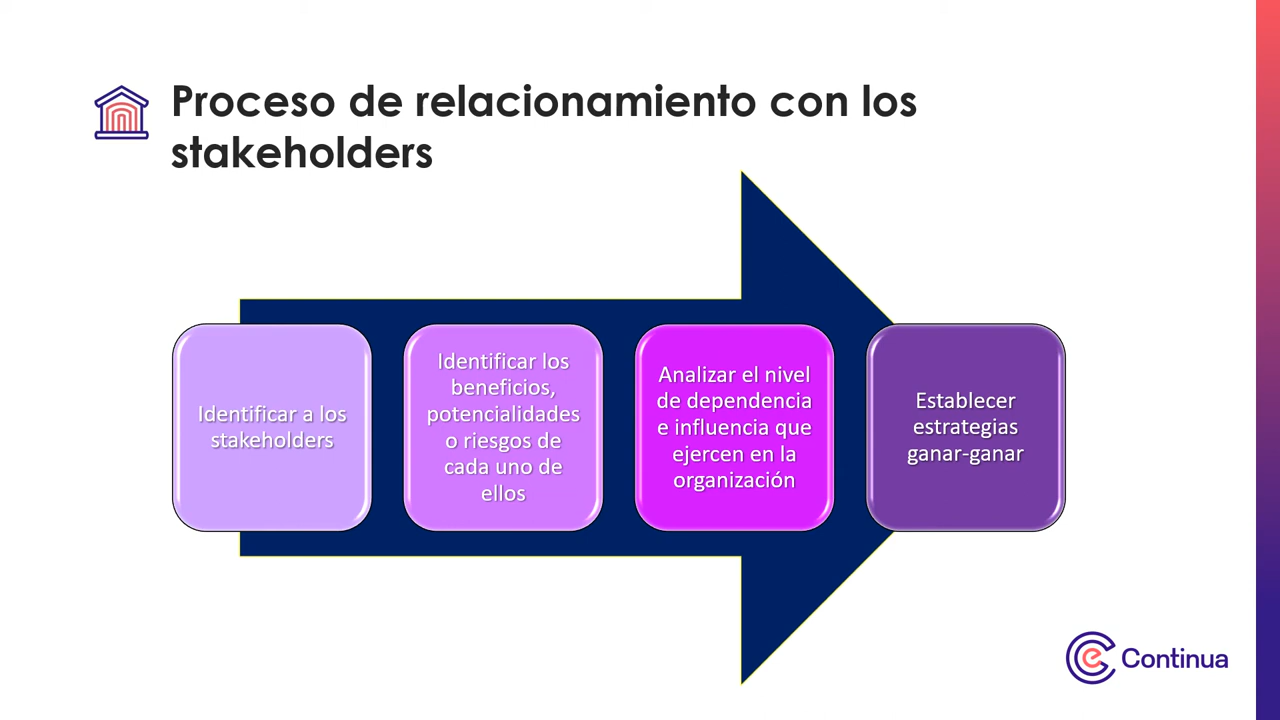 Proceso de relacionamiento con los
stakeholders
Identificar a los
stakeholders
Identificar los
beneficios,
potencialidades
o riesgos de
cada uno de
ellos
Analizar el nivel
de dependencia
e influencia que
ejercen en la
organización
Establecer
estrategias
ganar-ganar
Continua